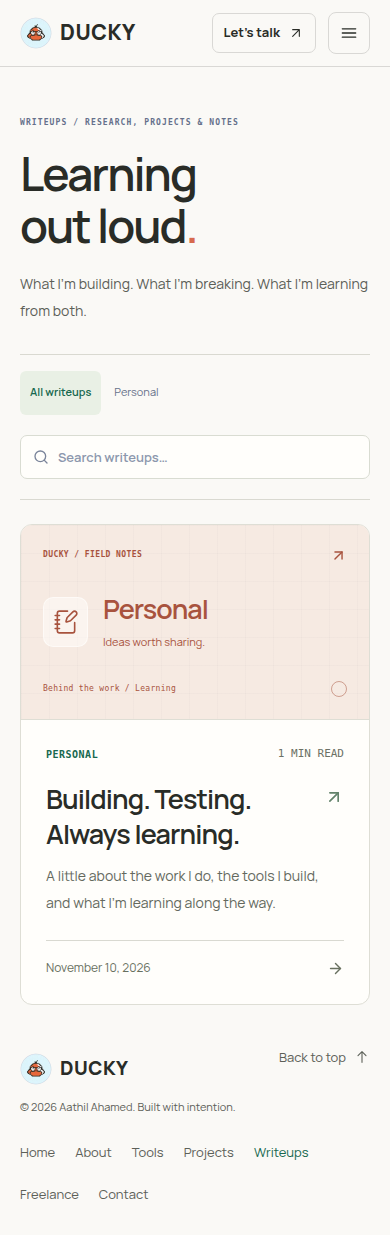 DUCKY
Let's talk
WRITEUPS / RESEARCH, PROJECTS & NOTES
Learning
out loud.
What I'm building. What I'm breaking. What I'm learning
from both.
All writeups
Personal
Search writeups...
DUCKY / FIELD NOTES
Personal
Ideas worth sharing.
Behind the work / Learning
PERSONAL
1 MIN READ
Building. Testing.
Always learning.
A little about the work I do, the tools I build,
and what I'm learning along the way.
November 10, 2026
DUCKY
Back to top
© 2026 Aathil Ahamed. Built with intention.
Home About Tools Projects Writeups
Freelance Contact